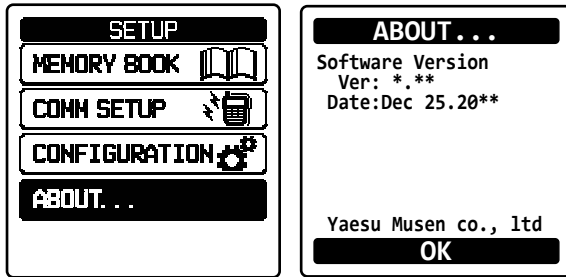 SETUP
MEMORY BOOK
COMM SETUP
CONFIGURATION
ABOUT...
ABOUT...
Software Version
Ver: *.**
Date:Dec 25.20**
Yaesu Musen co., ltd
OK